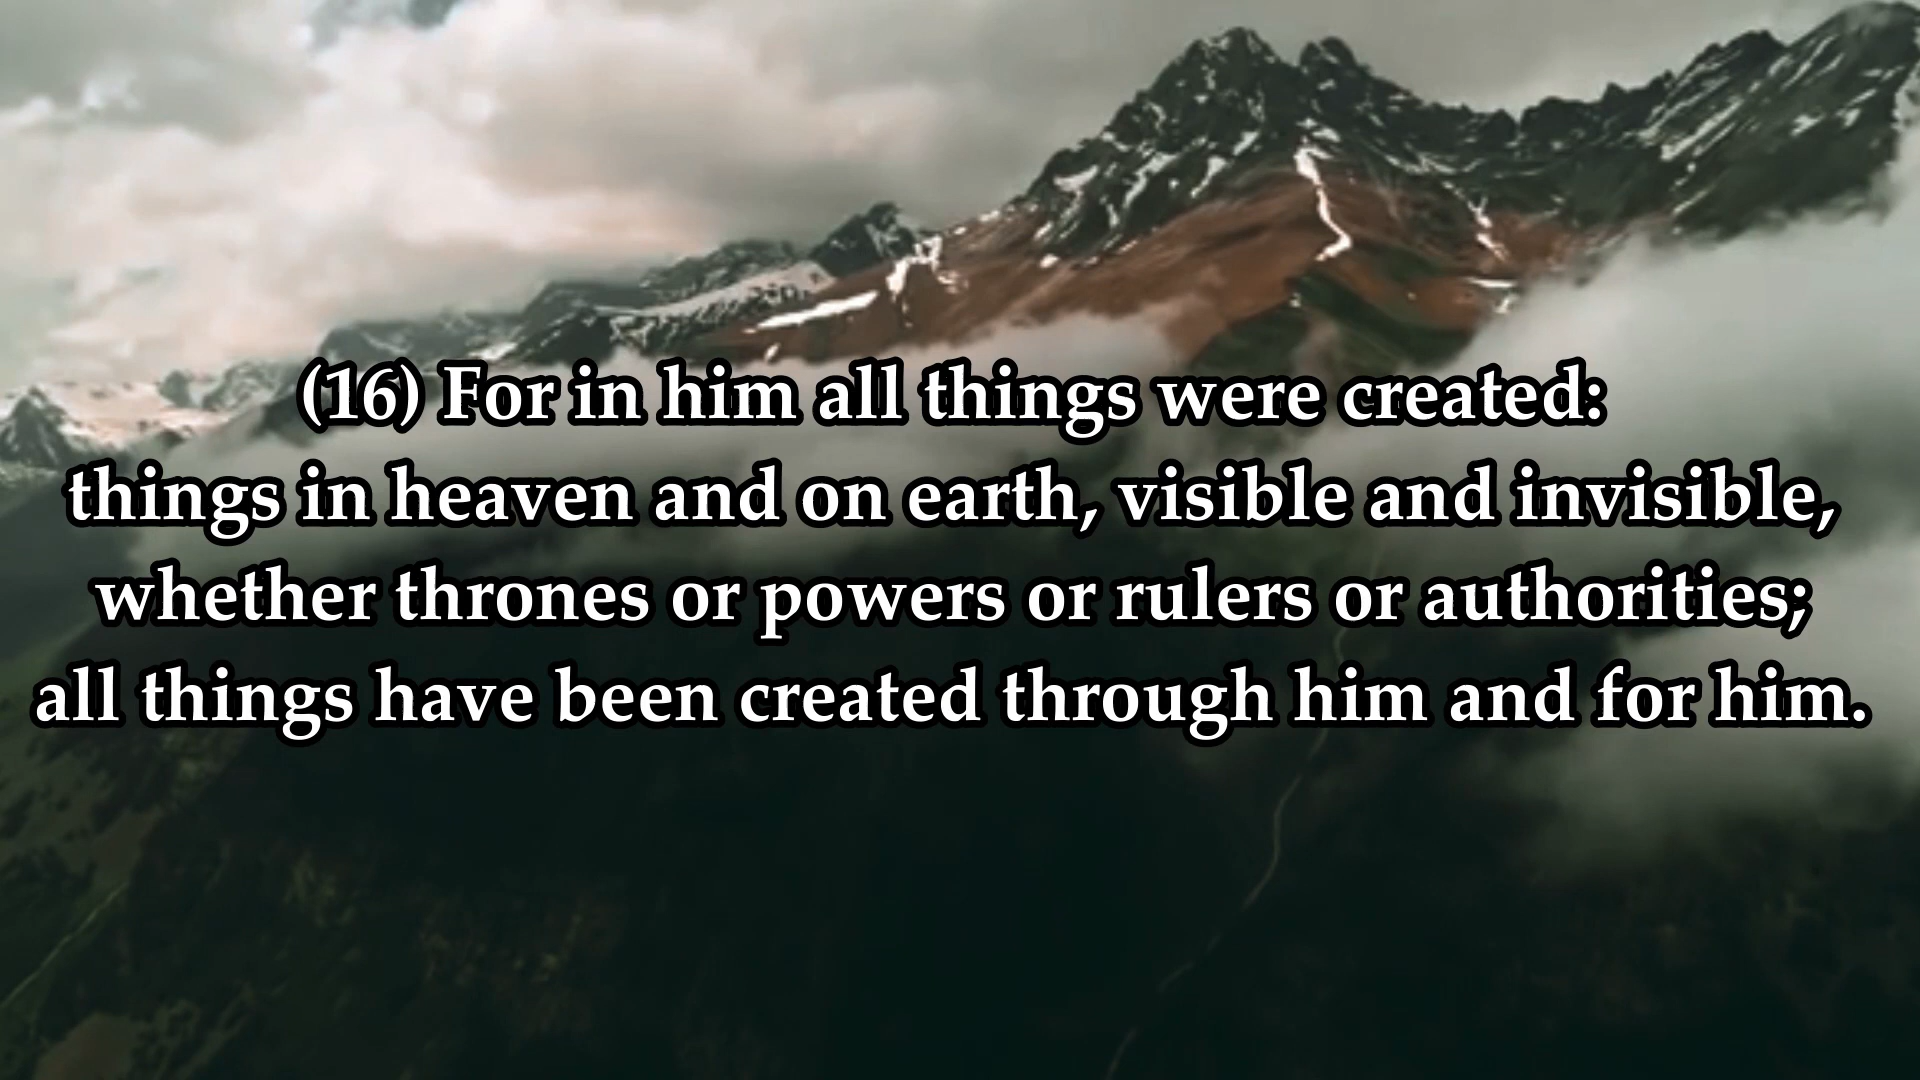 (16) For in him all things were created:
things in heaven and on earth, visible and invisible,
whether thrones or powers or rulers or authorities;
all things have been created through him and for him.